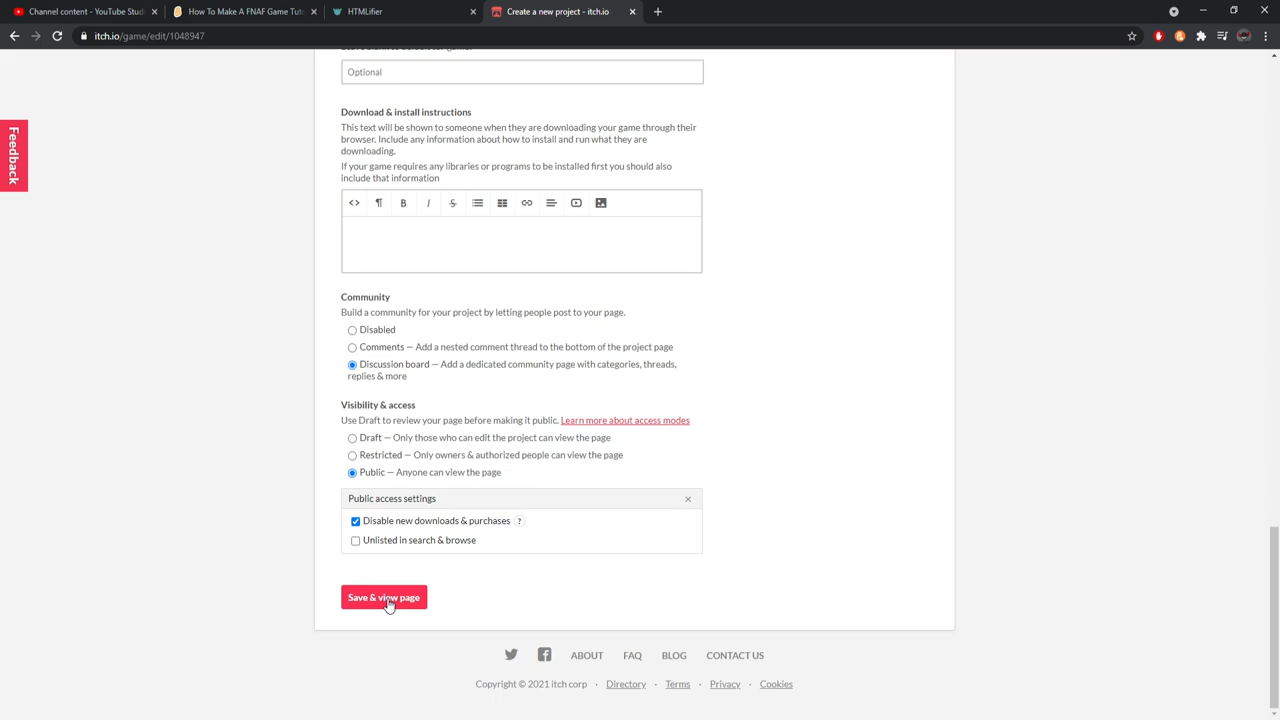 Channel content - YouTube Stud
How To Make A FNAF Game Tuto
HTMLifier
Create a new project - itch.io
itch.io/game/edit/1048947
Feedback
Optional
Download & install instructions
This text will be shown to someone when they are downloading your game through their
browser. Include any information about how to install and run what they are
downloading.
If your game requires any libraries or programs to be installed first you should also
include that information
Community
Build a community for your project by letting people post to your page.
Disabled
Comments — Add a nested comment thread to the bottom of the project page
Discussion board — Add a dedicated community page with categories, threads,
replies & more
Visibility & access
Use Draft to review your page before making it public. Learn more about access modes
Draft — Only those who can edit the project can view the page
Restricted — Only owners & authorized people can view the page
Public — Anyone can view the page
Public access settings
Disable new downloads & purchases ?
Unlisted in search & browse
Save & view page
ABOUT FAQ BLOG CONTACT US
Copyright © 2021 itch corp · Directory · Terms · Privacy · Cookies